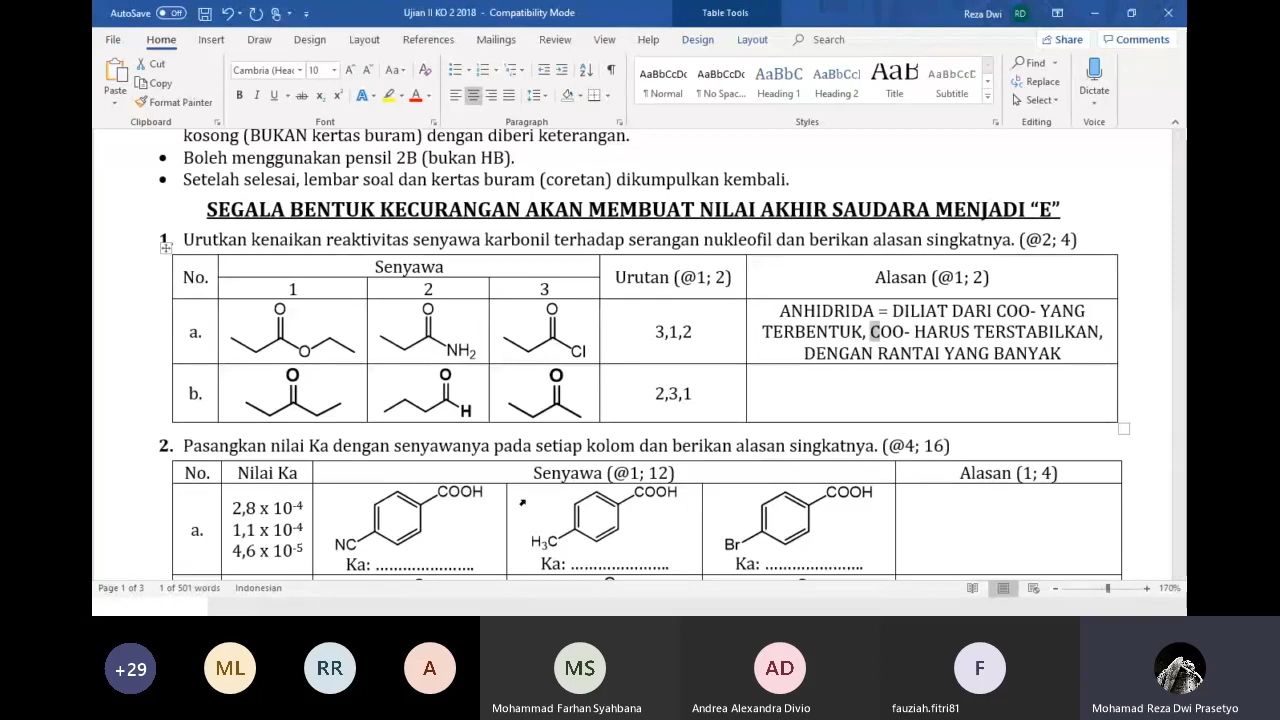 AutoSave Off
Ujian II KO 2 2018 - Compatibility Mode
Table Tools
Reza Dwi RD
File Home Insert Draw Design Layout References Mailings Review View Help Design Layout Search Share Comments
Paste
Cut
Copy
Format Painter
Clipboard
Cambria (Hea 10
Font
Paragraph
AaBbCcDc AaBbCcDc AaBbC AaBbCcI AaB AaBbCcD
¶ Normal ¶ No Spac... Heading 1 Heading 2 Title Subtitle
Styles
Find
Replace
Select
Editing
Dictate
Voice
kosong (BUKAN kertas buram) dengan diberi keterangan.
• Boleh menggunakan pensil 2B (bukan HB).
• Setelah selesai, lembar soal dan kertas buram (coretan) dikumpulkan kembali.
SEGALA BENTUK KECURANGAN AKAN MEMBUAT NILAI AKHIR SAUDARA MENJADI “E”
1. Urutkan kenaikan reaktivitas senyawa karbonil terhadap serangan nukleofil dan berikan alasan singkatnya. (@2; 4)
No. Senyawa Urutan (@1; 2) Alasan (@1; 2)
1 2 3
a. O O O NH2 O Cl 3,1,2
ANHIDRIDA = DILIAT DARI COO- YANG
TERBENTUK, COO- HARUS TERSTABILKAN,
DENGAN RANTAI YANG BANYAK
b. O O H O 2,3,1
2. Pasangkan nilai Ka dengan senyawanya pada setiap kolom dan berikan alasan singkatnya. (@4; 16)
No. Nilai Ka Senyawa (@1; 12) Alasan (1; 4)
a.
2,8 x 10-4
1,1 x 10-4
4,6 x 10-5
COOH COOH COOH
NC H3C Br
Ka: ...................... Ka: ...................... Ka: ......................
Page 1 of 3 1 of 501 words Indonesian 170%
+29 ML RR A MS AD F
Mohammad Farhan Syahbana Andrea Alexandra Divio fauziah.fitri81 Mohamad Reza Dwi Prasetyo